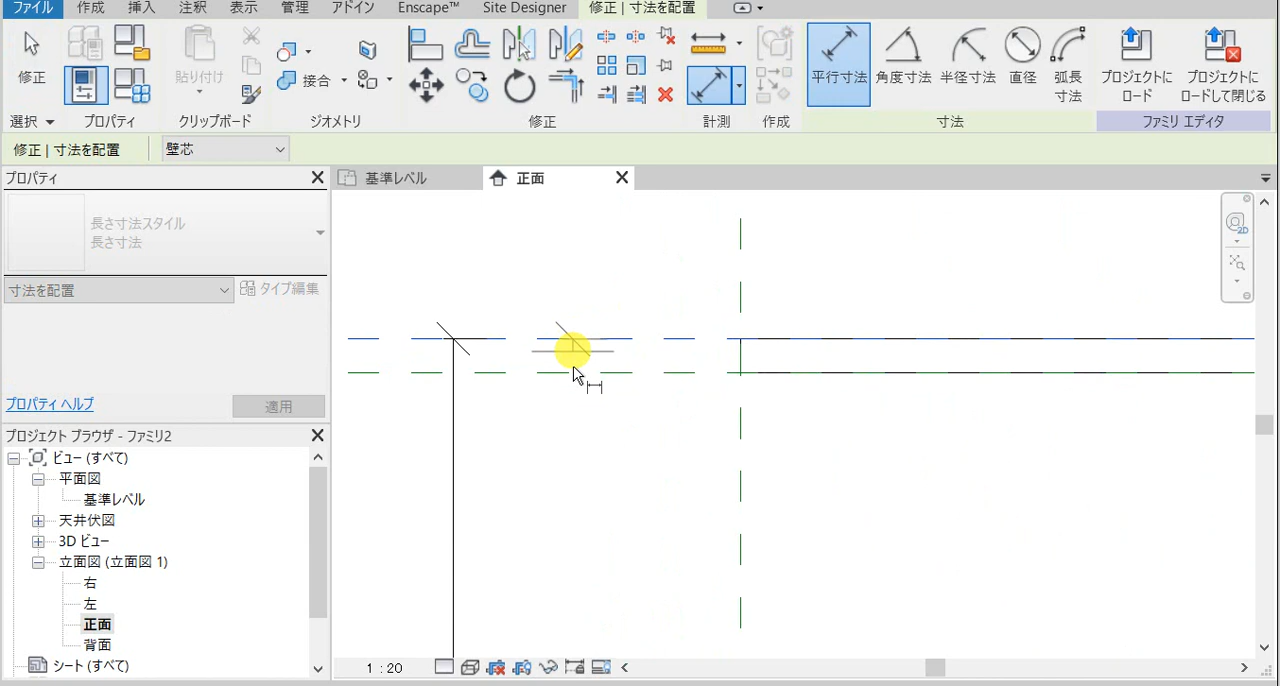 ファイル 作成 挿入 注釈 表示 管理 アドイン Enscape™ Site Designer 修正 | 寸法を配置
修正 貼り付け 接合 平行寸法 角度寸法 半径寸法 直径 弧長寸法 プロジェクトにロード プロジェクトにロードして閉じる
選択 プロパティ クリップボード ジオメトリ 修正 計測 作成 寸法 ファミリ エディタ
修正 | 寸法を配置 壁芯
プロパティ 基準レベル 正面
長さ寸法スタイル
長さ寸法
寸法を配置 タイプ編集
プロパティ ヘルプ 適用
プロジェクト ブラウザ - ファミリ2
ビュー (すべて)
平面図
基準レベル
天井伏図
3D ビュー
立面図 (立面図 1)
右
左
正面
背面
シート (すべて) 1 : 20
2D